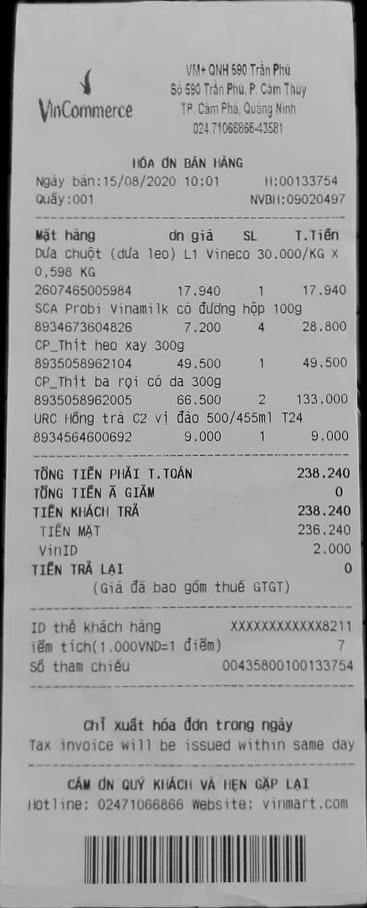 VinCommerce
VM+ QNH 590 Trần Phú
Số 590 Trần Phú, P. Cẩm Thủy
TP. Cẩm Phả, Quảng Ninh
024.71066866-43581
HÓA ĐN BÁN HÀNG
Ngày bán:15/08/2020 10:01 H:00133754
Quầy:001 NVBH:09020497
Mặt hàng đn giá SL T.Tiền
Dưa chuột (dưa leo) L1 Vineco 30.000/KG X
0,598 KG
2607465005984 17.940 1 17.940
SCA Probi Vinamilk có đường hộp 100g
8934673604826 7.200 4 28.800
CP_Thịt heo xay 300g
8935058962104 49.500 1 49.500
CP_Thịt ba rọi có da 300g
8935058962005 66.500 2 133.000
URC Hồng trà C2 vị đào 500/455ml T24
8934564600692 9.000 1 9.000
TỔNG TIỀN PHẢI T.TOÁN 238.240
TỔNG TIỀN Ã GIẢM 0
TIỀN KHÁCH TRẢ 238.240
TIỀN MẶT 236.240
VinID 2.000
TIỀN TRẢ LẠI 0
(Giá đã bao gồm thuế GTGT)
ID thẻ khách hàng XXXXXXXXXXXX8211
iểm tích(1.000VND=1 điểm) 7
Số tham chiếu 00435800100133754
Chỉ xuất hóa đơn trong ngày
Tax invoice will be issued within same day
CẢM ƠN QUÝ KHÁCH VÀ HẸN GẶP LẠI
Hotline: 02471066866 Website: vinmart.com